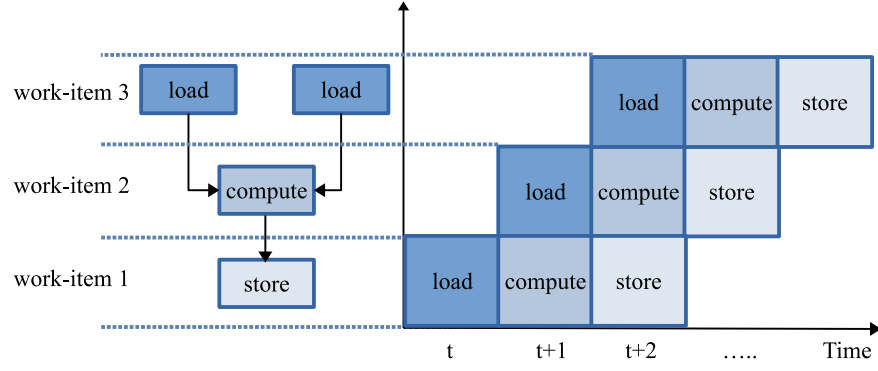 work-item 3
load
load
load
compute
store
work-item 2
compute
load
compute
store
work-item 1
store
load
compute
store
t
t+1
t+2
.....
Time